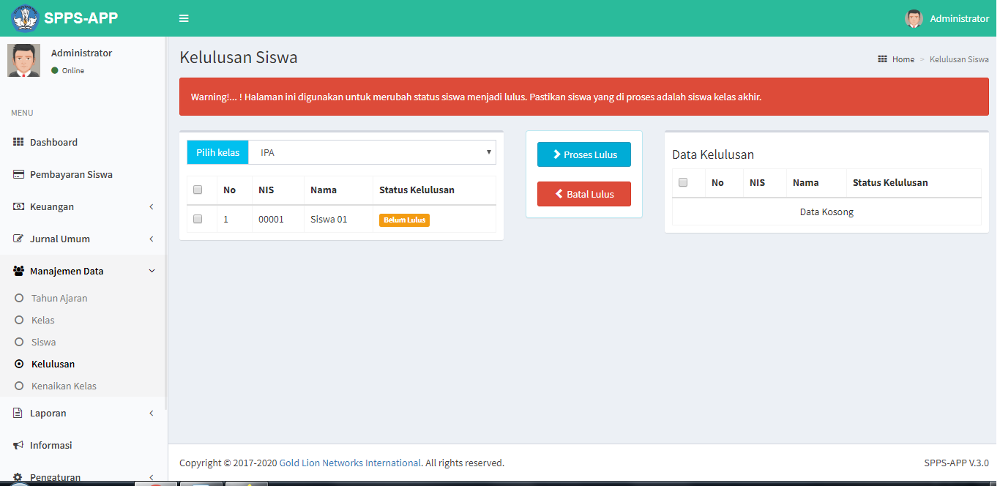 SPPS-APP
Administrator
Administrator
Online
MENU
Dashboard
Pembayaran Siswa
Keuangan
Jurnal Umum
Manajemen Data
Tahun Ajaran
Kelas
Siswa
Kelulusan
Kenaikan Kelas
Laporan
Informasi
Pengaturan
Kelulusan Siswa
Home > Kelulusan Siswa
Warning!... ! Halaman ini digunakan untuk merubah status siswa menjadi lulus. Pastikan siswa yang di proses adalah siswa kelas akhir.
Pilih kelas IPA
No NIS Nama Status Kelulusan
1 00001 Siswa 01 Belum Lulus
Proses Lulus
Batal Lulus
Data Kelulusan
No NIS Nama Status Kelulusan
Data Kosong
Copyright © 2017-2020 Gold Lion Networks International. All rights reserved.
SPPS-APP V.3.0